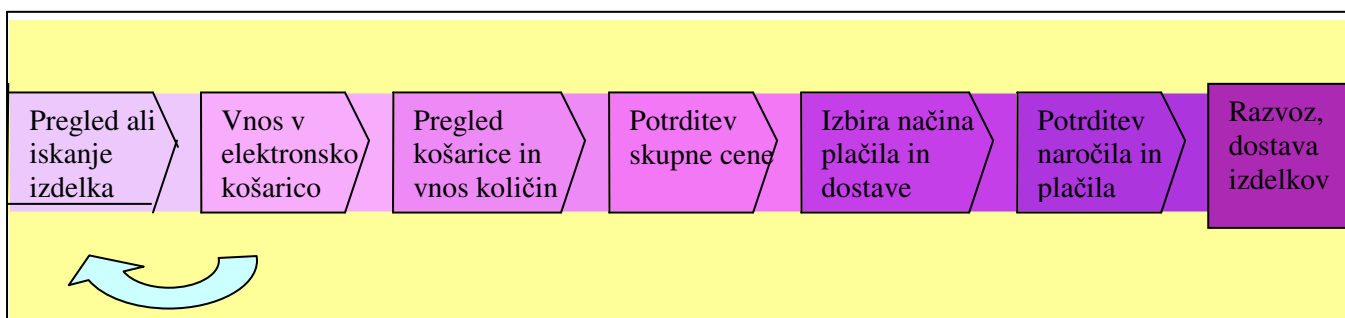 Pregled ali
iskanje
izdelka
Vnos v
elektronsko
košarico
Pregled
košarice in
vnos količin
Potrditev
skupne cene
Izbira načina
plačila in
dostave
Potrditev
naročila in
plačila
Razvoz,
dostava
izdelkov